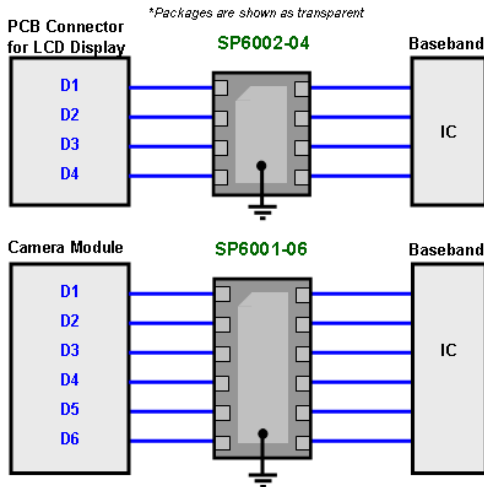 *Packages are shown as transparent
PCB Connector
for LCD Display
SP6002-04
Baseband
D1
D2
D3
D4
IC
Camera Module
SP6001-06
Baseband
D1
D2
D3
D4
D5
D6
IC